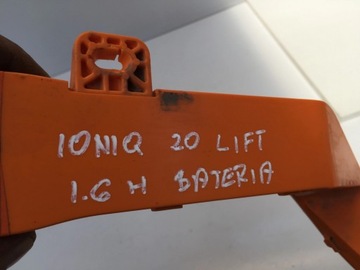 IONIQ 20 LIFT
1.6 H BATERIA